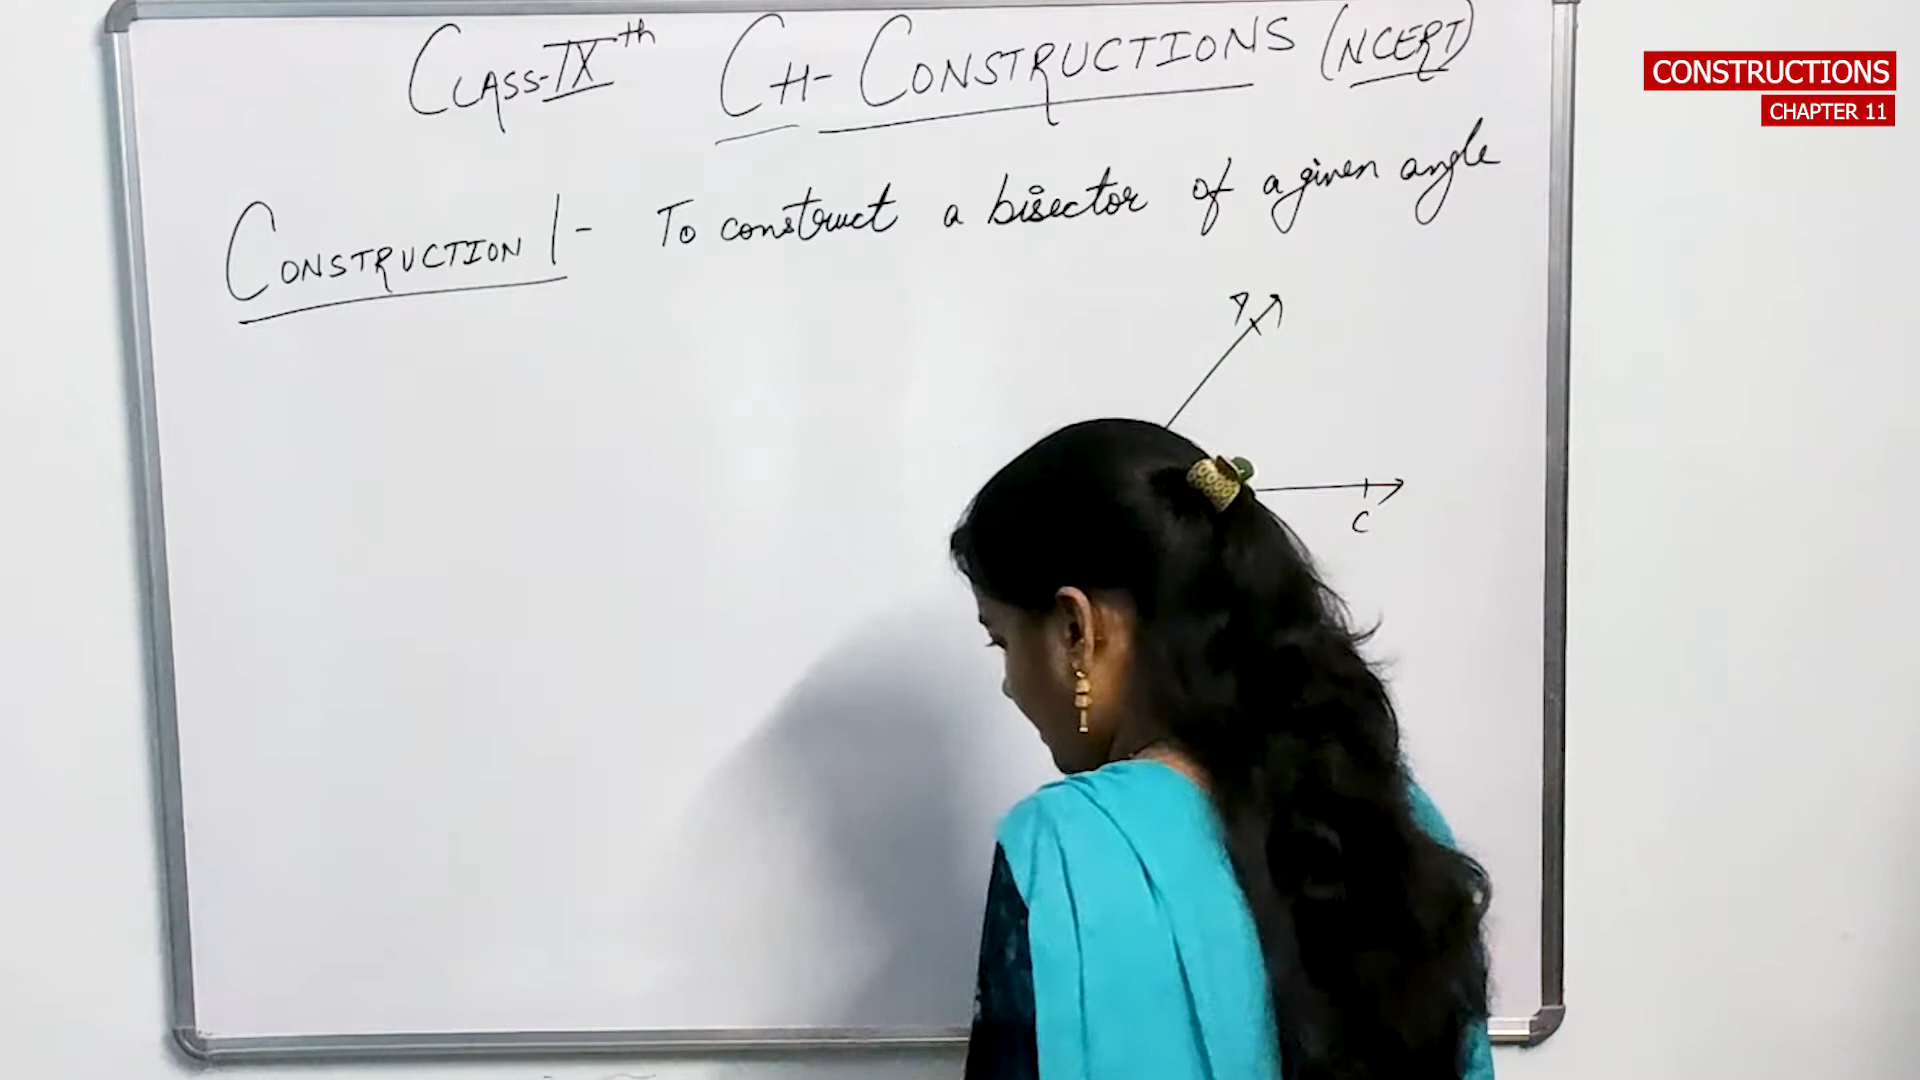 CLASS-IXth CH- CONSTRUCTIONS (NCERT)
CONSTRUCTIONS
CHAPTER 11
CONSTRUCTION 1- To construct a bisector of a given angle
C